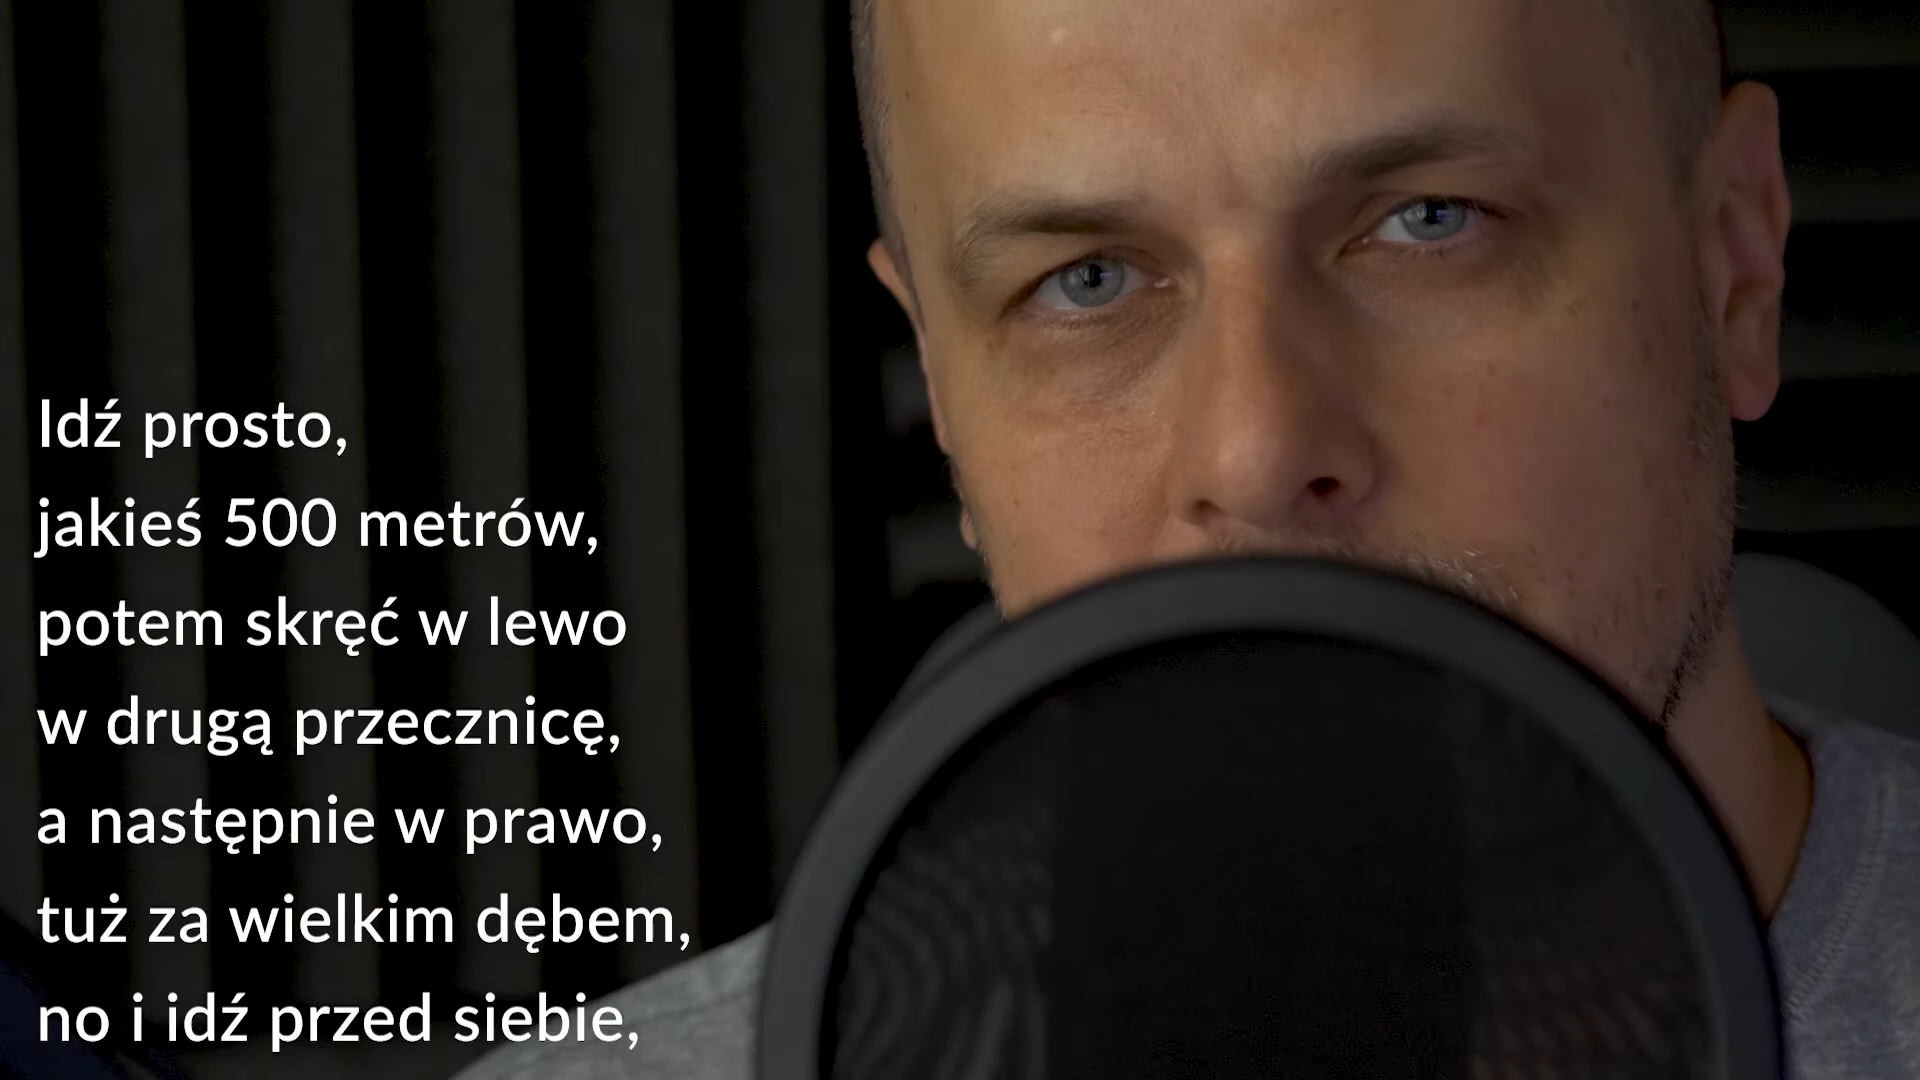 Idź prosto,
jakieś 500 metrów,
potem skręć w lewo
w drugą przecznicę,
a następnie w prawo,
tuż za wielkim dębem,
no i idź przed siebie,